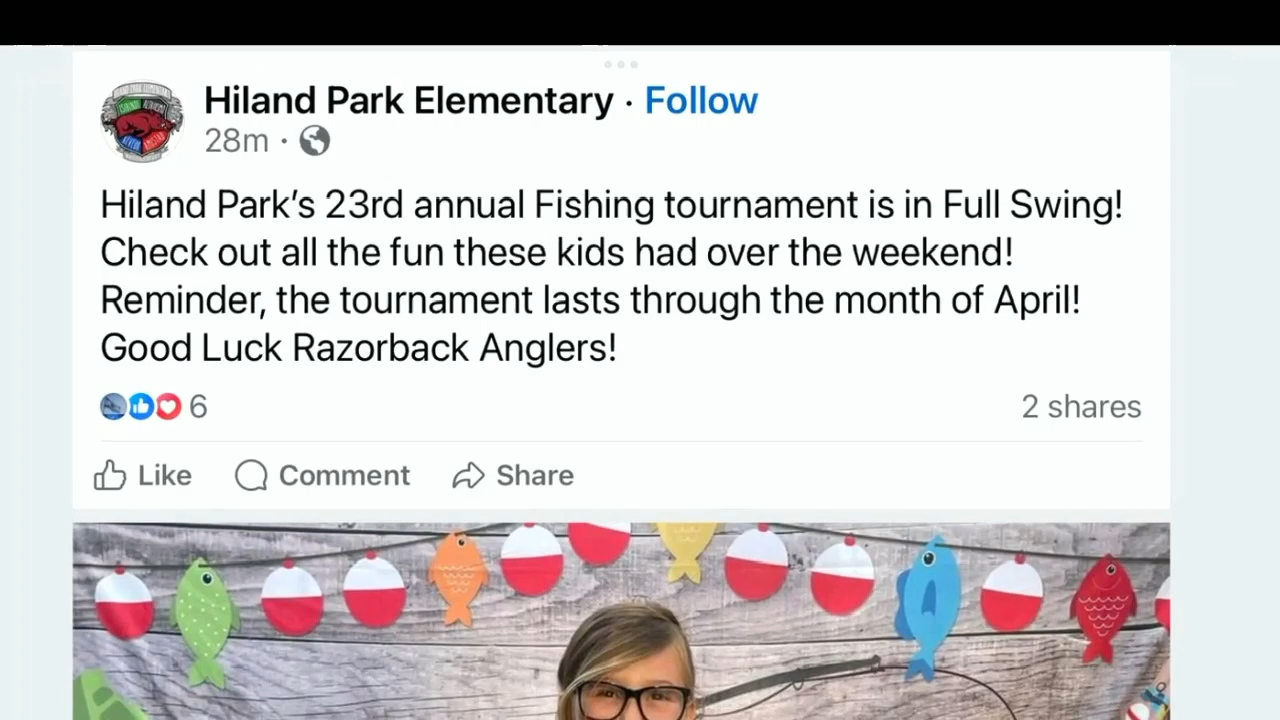 Hiland Park Elementary · Follow
28m ·
Hiland Park’s 23rd annual Fishing tournament is in Full Swing!
Check out all the fun these kids had over the weekend!
Reminder, the tournament lasts through the month of April!
Good Luck Razorback Anglers!
6
2 shares
Like Comment Share